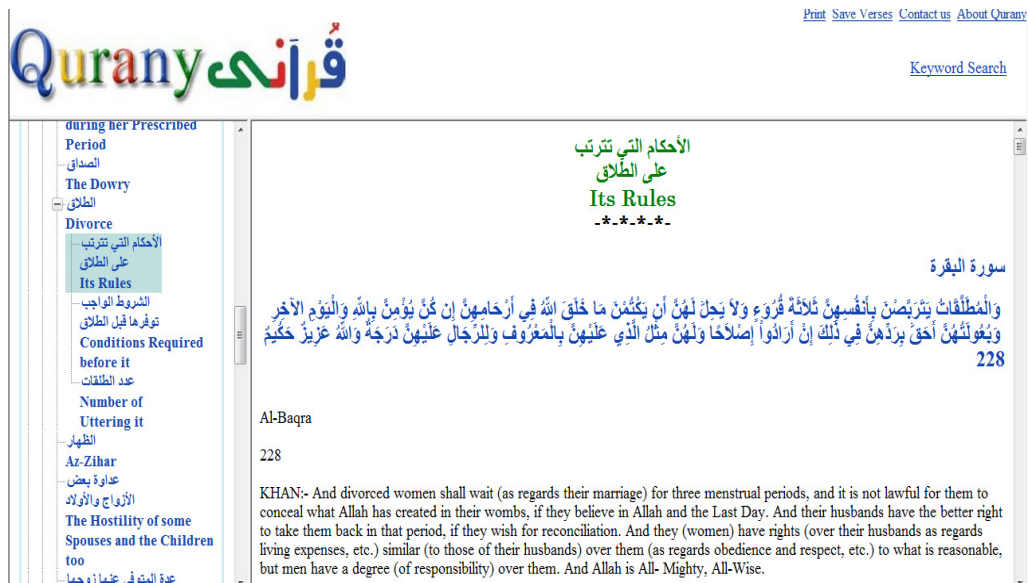 Print Save Verses Contact us About Qurany
Qurany قُرآنى
Keyword Search
during her Prescribed
Period
الصداق
The Dowry
الطلاق
Divorce
الأحكام التي تترتب
على الطلاق
Its Rules
الشروط الواجب
توفرها قبل الطلاق
Conditions Required
before it
عدد الطلقات
Number of
Uttering it
الظهار
Az-Zihar
عداوة بعض
الأزواج والأولاد
The Hostility of some
Spouses and the Children
too
عدة المتوفى عنها زوجها
الأحكام التي تترتب
على الطلاق
Its Rules
-*-*-*-*-
سورة البقرة
وَالْمُطَلَّقَاتُ يَتَرَبَّصْنَ بِأَنفُسِهِنَّ ثَلاَثَةَ قُرُوَءٍ وَلاَ يَحِلُّ لَهُنَّ أَن يَكْتُمْنَ مَا خَلَقَ اللّهُ فِي أَرْحَامِهِنَّ إِن كُنَّ يُؤْمِنَّ بِاللّهِ وَالْيَوْمِ الآخِرِ
وَبُعُولَتُهُنَّ أَحَقُّ بِرَدِّهِنَّ فِي ذَلِكَ إِنْ أَرَادُواْ إِصْلاَحًا وَلَهُنَّ مِثْلُ الَّذِي عَلَيْهِنَّ بِالْمَعْرُوفِ وَلِلرِّجَالِ عَلَيْهِنَّ دَرَجَةٌ وَاللّهُ عَزِيزٌ حَكُيمٌ
228
Al-Baqra
228
KHAN:- And divorced women shall wait (as regards their marriage) for three menstrual periods, and it is not lawful for them to
conceal what Allah has created in their wombs, if they believe in Allah and the Last Day. And their husbands have the better right
to take them back in that period, if they wish for reconciliation. And they (women) have rights (over their husbands as regards
living expenses, etc.) similar (to those of their husbands) over them (as regards obedience and respect, etc.) to what is reasonable,
but men have a degree (of responsibility) over them. And Allah is All- Mighty, All-Wise.